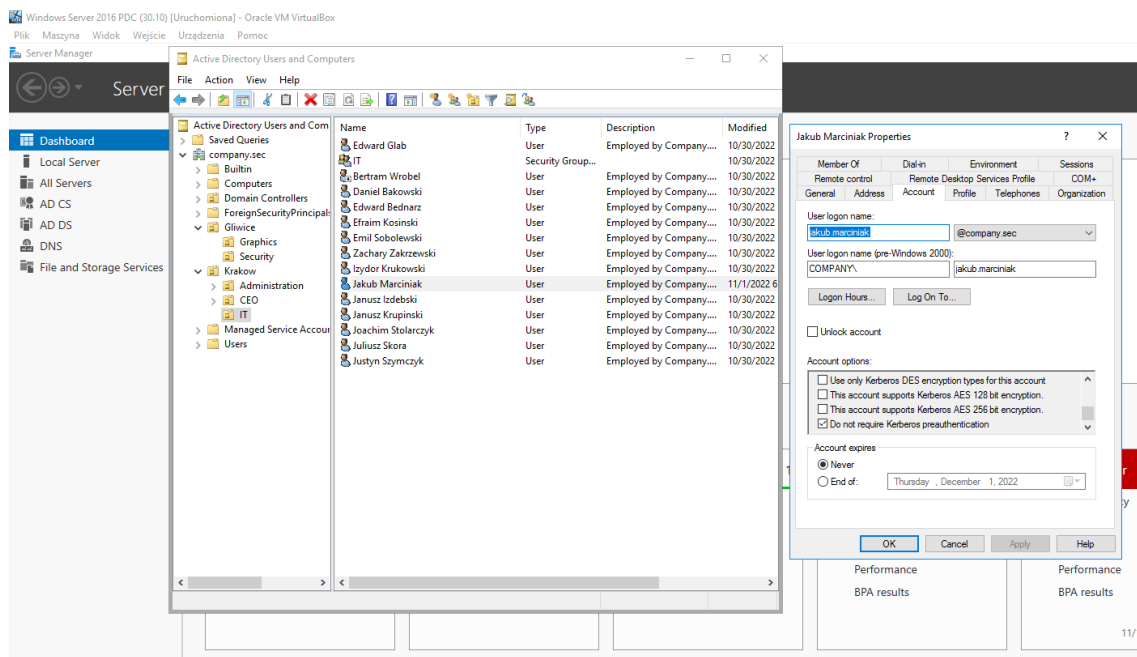 Windows Server 2016 PDC (30.10) [Uruchomiona] - Oracle VM VirtualBox
Plik Maszyna Widok Wejście Urządzenia Pomoc
Server Manager
Server
Dashboard
Local Server
All Servers
AD CS
AD DS
DNS
File and Storage Services
Active Directory Users and Computers
File Action View Help
Active Directory Users and Com
Saved Queries
company.sec
Builtin
Computers
Domain Controllers
ForeignSecurityPrincipals
Gliwice
Graphics
Security
Krakow
Administration
CEO
IT
Managed Service Accour
Users
Name Type Description Modified
Edward Glab User Employed by Company.... 10/30/2022
IT Security Group... 10/30/2022
Bertram Wrobel User Employed by Company.... 10/30/2022
Daniel Bakowski User Employed by Company.... 10/30/2022
Edward Bednarz User Employed by Company.... 10/30/2022
Efraim Kosinski User Employed by Company.... 10/30/2022
Emil Sobolewski User Employed by Company.... 10/30/2022
Zachary Zakrzewski User Employed by Company.... 10/30/2022
Izydor Krukowski User Employed by Company.... 10/30/2022
Jakub Marciniak User Employed by Company.... 11/1/2022 6
Janusz Izdebski User Employed by Company.... 10/30/2022
Janusz Krupinski User Employed by Company.... 10/30/2022
Joachim Stolarczyk User Employed by Company.... 10/30/2022
Juliusz Skora User Employed by Company.... 10/30/2022
Justyn Szymczyk User Employed by Company.... 10/30/2022
Jakub Marciniak Properties ?
Member Of Dial-in Environment Sessions
Remote control Remote Desktop Services Profile COM+
General Address Account Profile Telephones Organization
User logon name:
jakub.marciniak @company.sec
User logon name (pre-Windows 2000):
COMPANY\ jakub.marciniak
Logon Hours... Log On To...
Unlock account
Account options:
Use only Kerberos DES encryption types for this account
This account supports Kerberos AES 128 bit encryption.
This account supports Kerberos AES 256 bit encryption.
Do not require Kerberos preauthentication
Account expires
Never
End of: Thursday , December 1, 2022
OK Cancel Apply Help
1
r
ty
Performance Performance
BPA results BPA results
11/